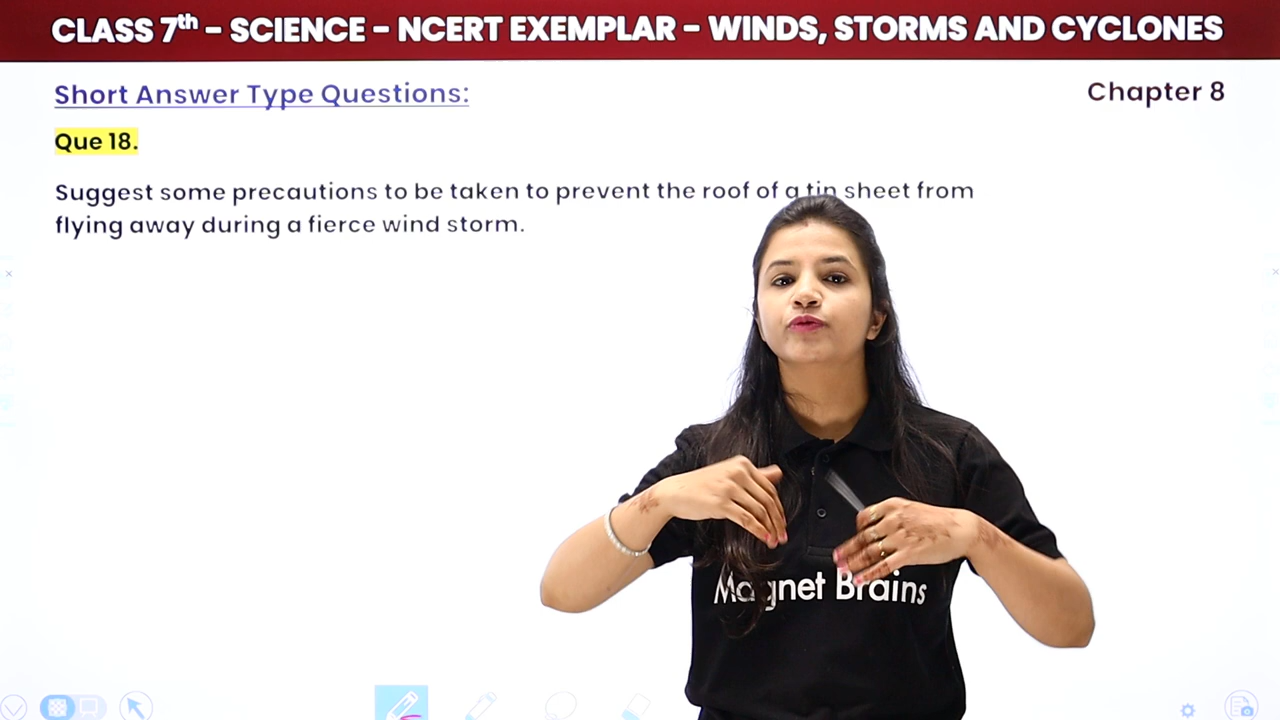 CLASS 7th - SCIENCE - NCERT EXEMPLAR - WINDS, STORMS AND CYCLONES
Short Answer Type Questions:
Chapter 8
Que 18.
Suggest some precautions to be taken to prevent the roof of a tin sheet from
flying away during a fierce wind storm.
Magnet Brains